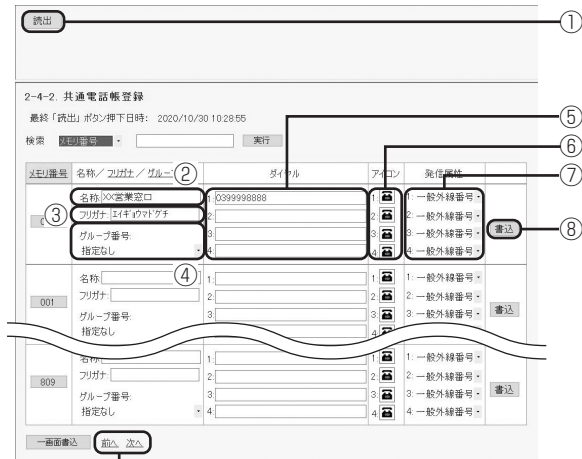 読出
①
2-4-2. 共通電話帳登録
最終「読出」ボタン押下日時: 2020/10/30 10:28:55
⑤
検索 メモリ番号 実行
⑥
メモリ番号 名称/フリガナ/グループ ② ダイヤル アイコン 発信属性
⑦
名称: XX営業窓口 1: 0399998888 1: 1: 一般外線番号
③ フリガナ: エイギョウマドグチ 2: 2: 2: 一般外線番号
グループ番号: 3: 3: 3: 一般外線番号 書込 ⑧
指定なし 4: 4: 4: 一般外線番号
④
名称: 1: 1: 1: 一般外線番号
001 フリガナ: 2: 2: 2: 一般外線番号
グループ番号: 3: 3: 3: 一般外線番号 書込
指定なし 4: 一般外線番号
名称: 1: 1: 1: 一般外線番号
809 フリガナ: 2: 2: 2: 一般外線番号
グループ番号: 3: 3: 3: 一般外線番号 書込
指定なし 4: 4: 4: 一般外線番号
一画面書込 前へ 次へ